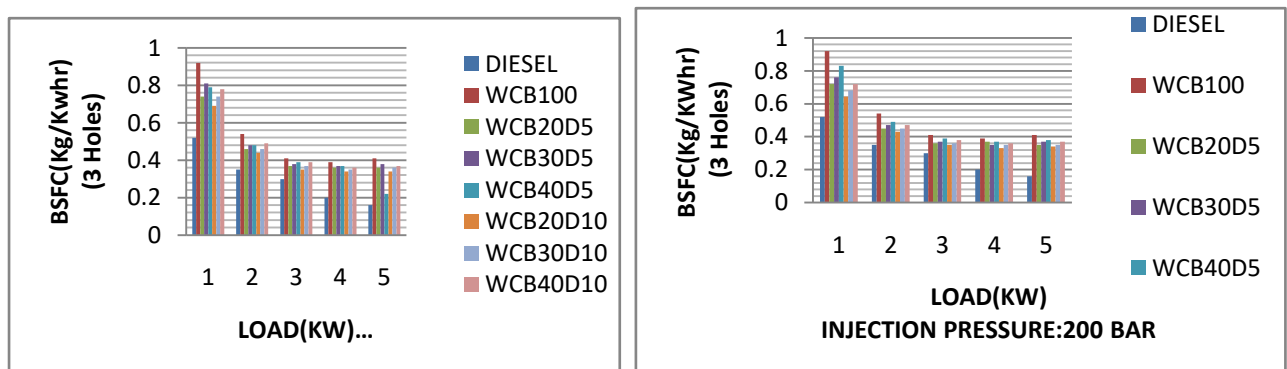 BSFC(Kg/Kwhr)
(3 Holes)
1
0.8
0.6
0.4
0.2
0
1 2 3 4 5
LOAD(KW)...
DIESEL
WCB100
WCB20D5
WCB30D5
WCB40D5
WCB20D10
WCB30D10
WCB40D10
BSFC(Kg/KWhr)
(3 Holes)
1
0.8
0.6
0.4
0.2
0
1 2 3 4 5
LOAD(KW)
INJECTION PRESSURE:200 BAR
DIESEL
WCB100
WCB20D5
WCB30D5
WCB40D5